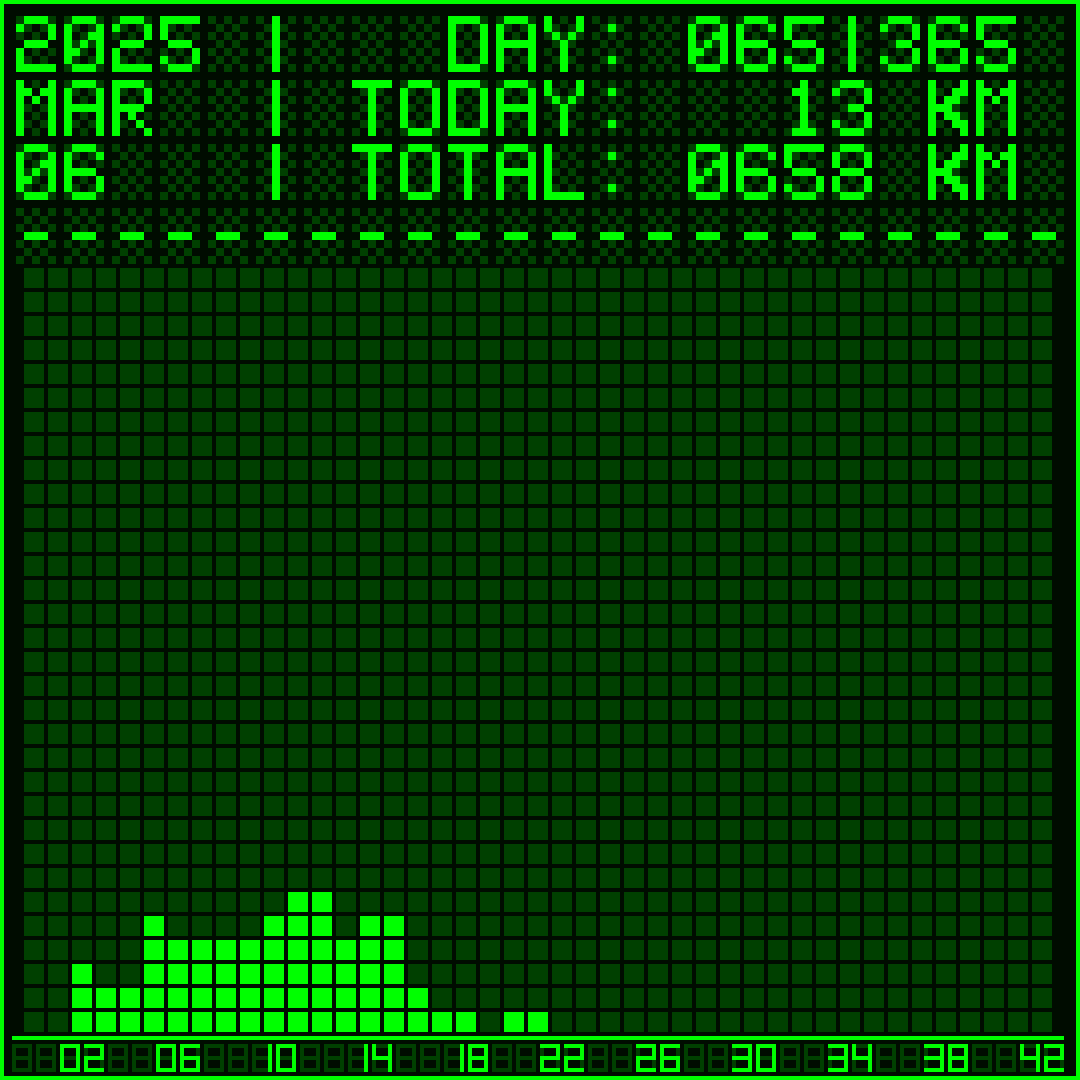 2025 | DAY: 065|365
MAR | TODAY: 13 KM
06 | TOTAL: 0658 KM
----------------------
02 06 10 14 18 22 26 30 34 38 42